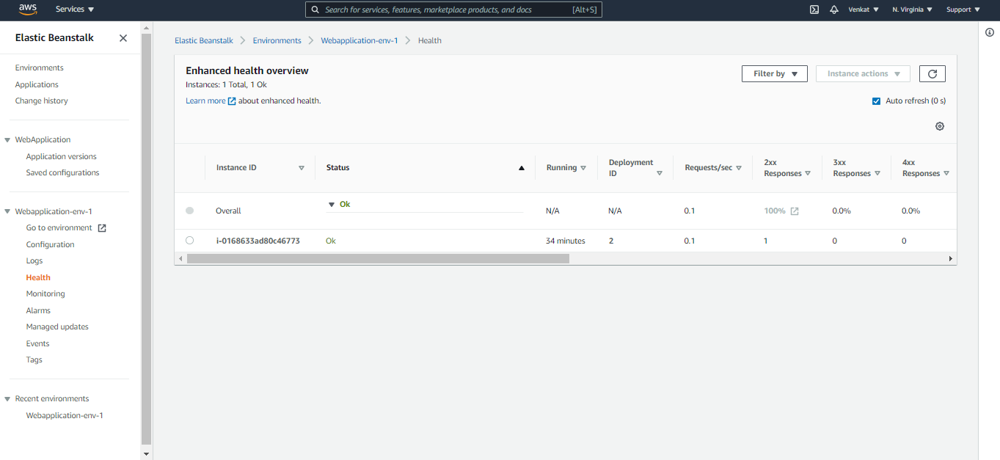 aws Services Search for services, features, marketplace products, and docs [Alt+S] Venkat N. Virginia Support
Elastic Beanstalk
Environments
Applications
Change history
WebApplication
Application versions
Saved configurations
Webapplication-env-1
Go to environment
Configuration
Logs
Health
Monitoring
Alarms
Managed updates
Events
Tags
Recent environments
Webapplication-env-1
Elastic Beanstalk Environments Webapplication-env-1 Health
Enhanced health overview
Instances: 1 Total, 1 Ok
Learn more about enhanced health.
Filter by Instance actions
Auto refresh (0 s)
Instance ID Status Running Deployment ID Requests/sec 2xx Responses 3xx Responses 4xx Responses
Overall Ok N/A N/A 0.1 100% 0.0% 0.0%
i-0168633ad80c46773 Ok 34 minutes 2 0.1 1 0 0